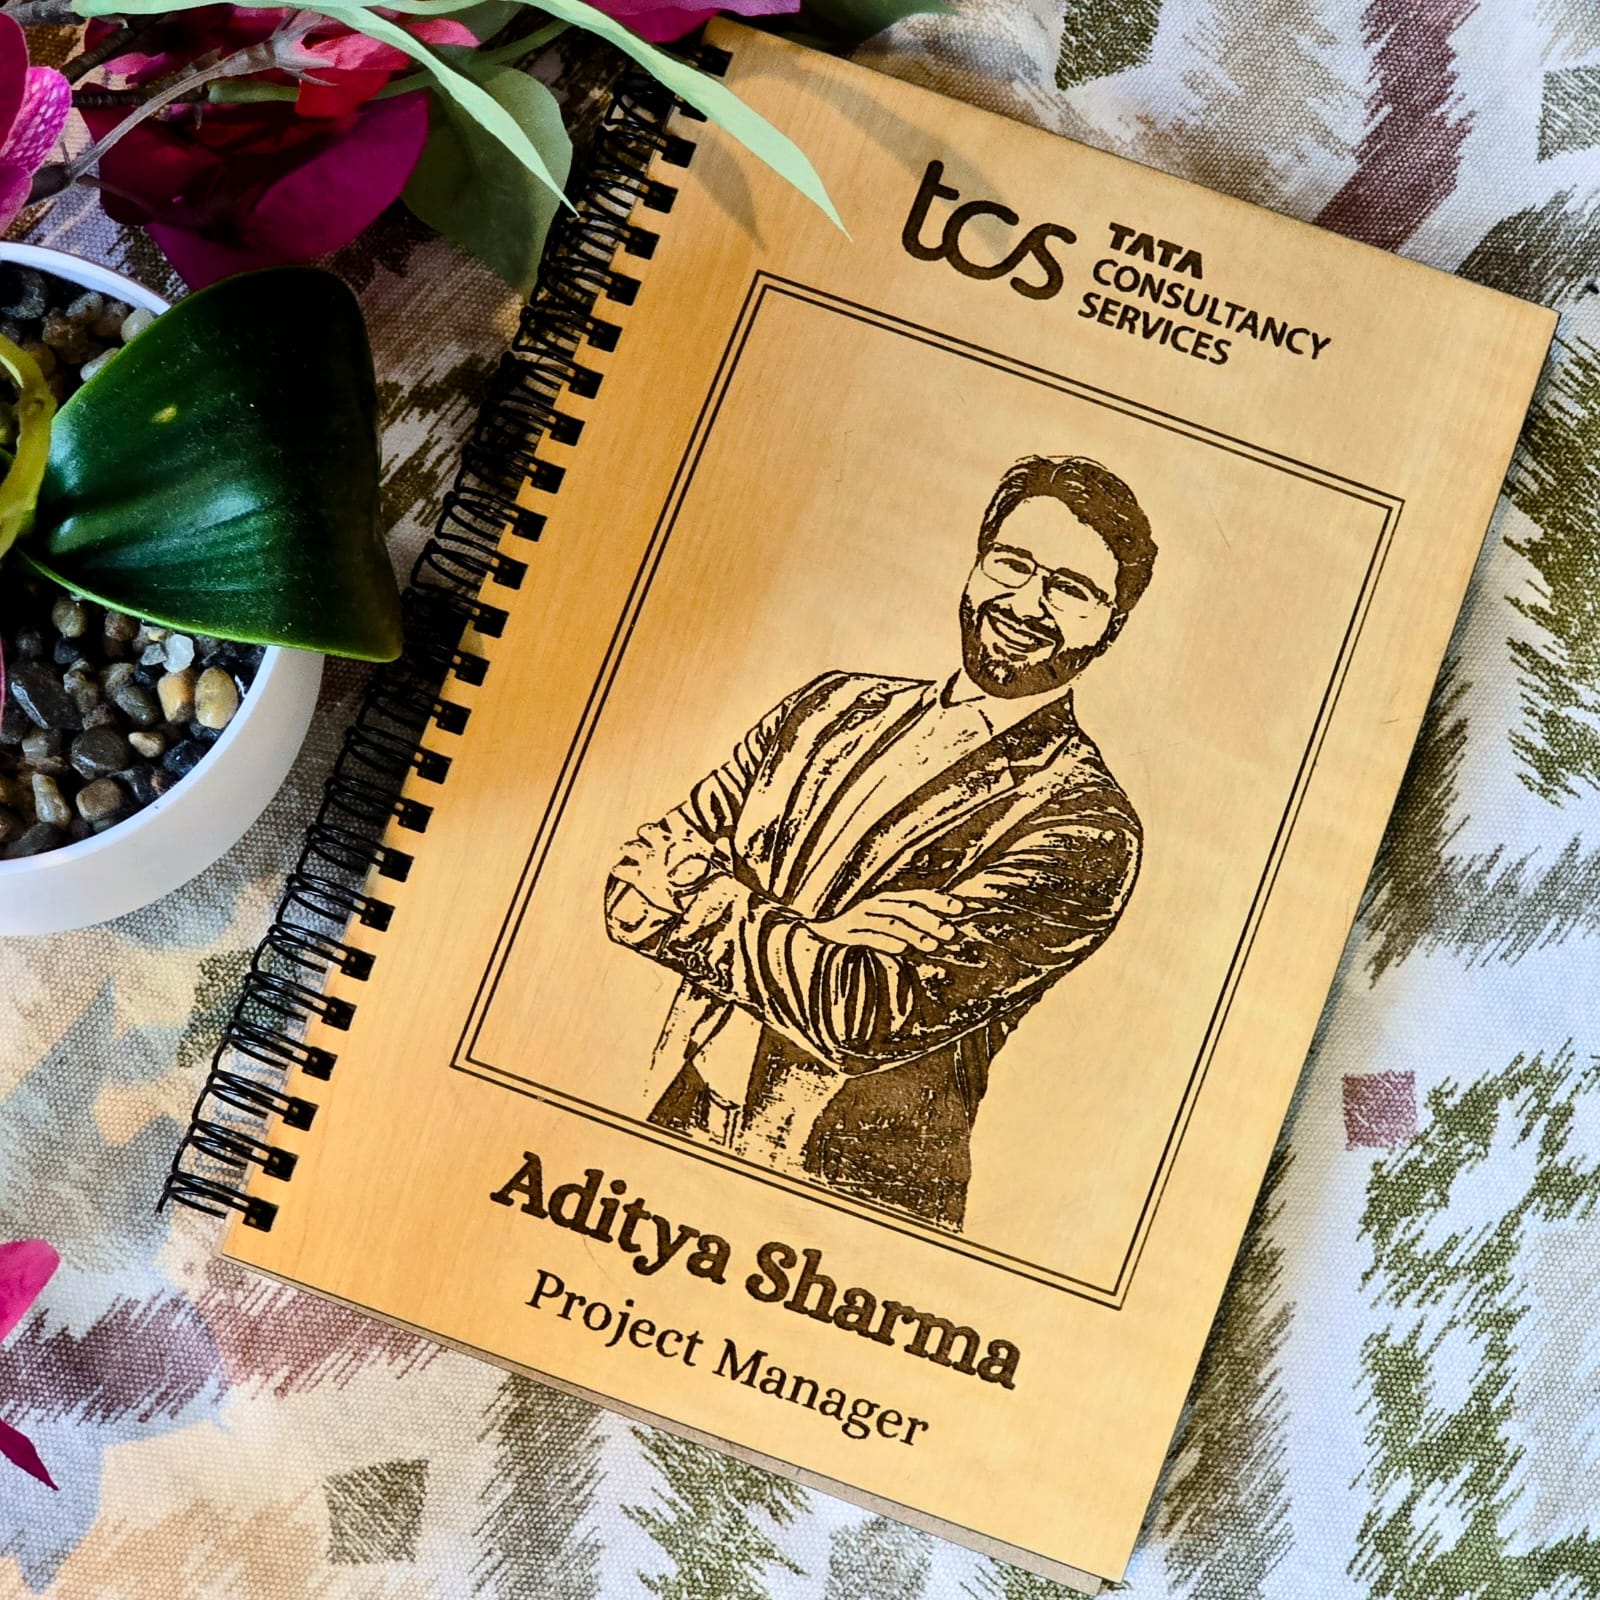 tcs
TATA
CONSULTANCY
SERVICES
Aditya Sharma
Project Manager